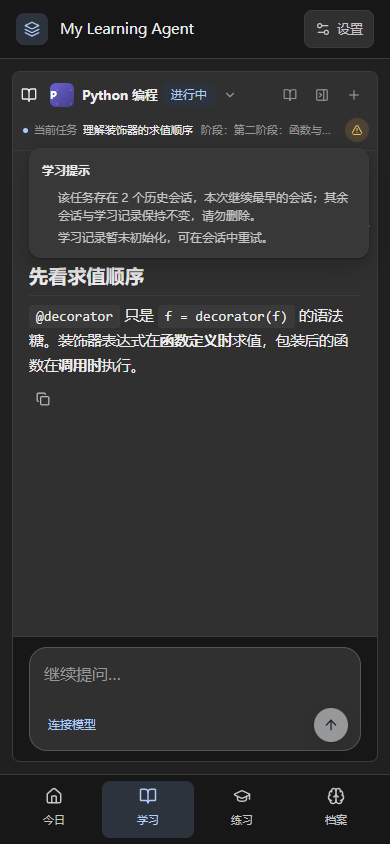 My Learning Agent
设置
P
Python 编程
进行中
当前任务 理解装饰器的求值顺序 阶段：第二阶段：函数与...
学习提示
该任务存在 2 个历史会话，本次继续最早的会话；其余
会话与学习记录保持不变，请勿删除。
学习记录暂未初始化，可在会话中重试。
先看求值顺序
@decorator 只是 f = decorator(f) 的语法
糖。装饰器表达式在函数定义时求值，包装后的函
数在调用时执行。
继续提问...
连接模型
今日
学习
练习
档案